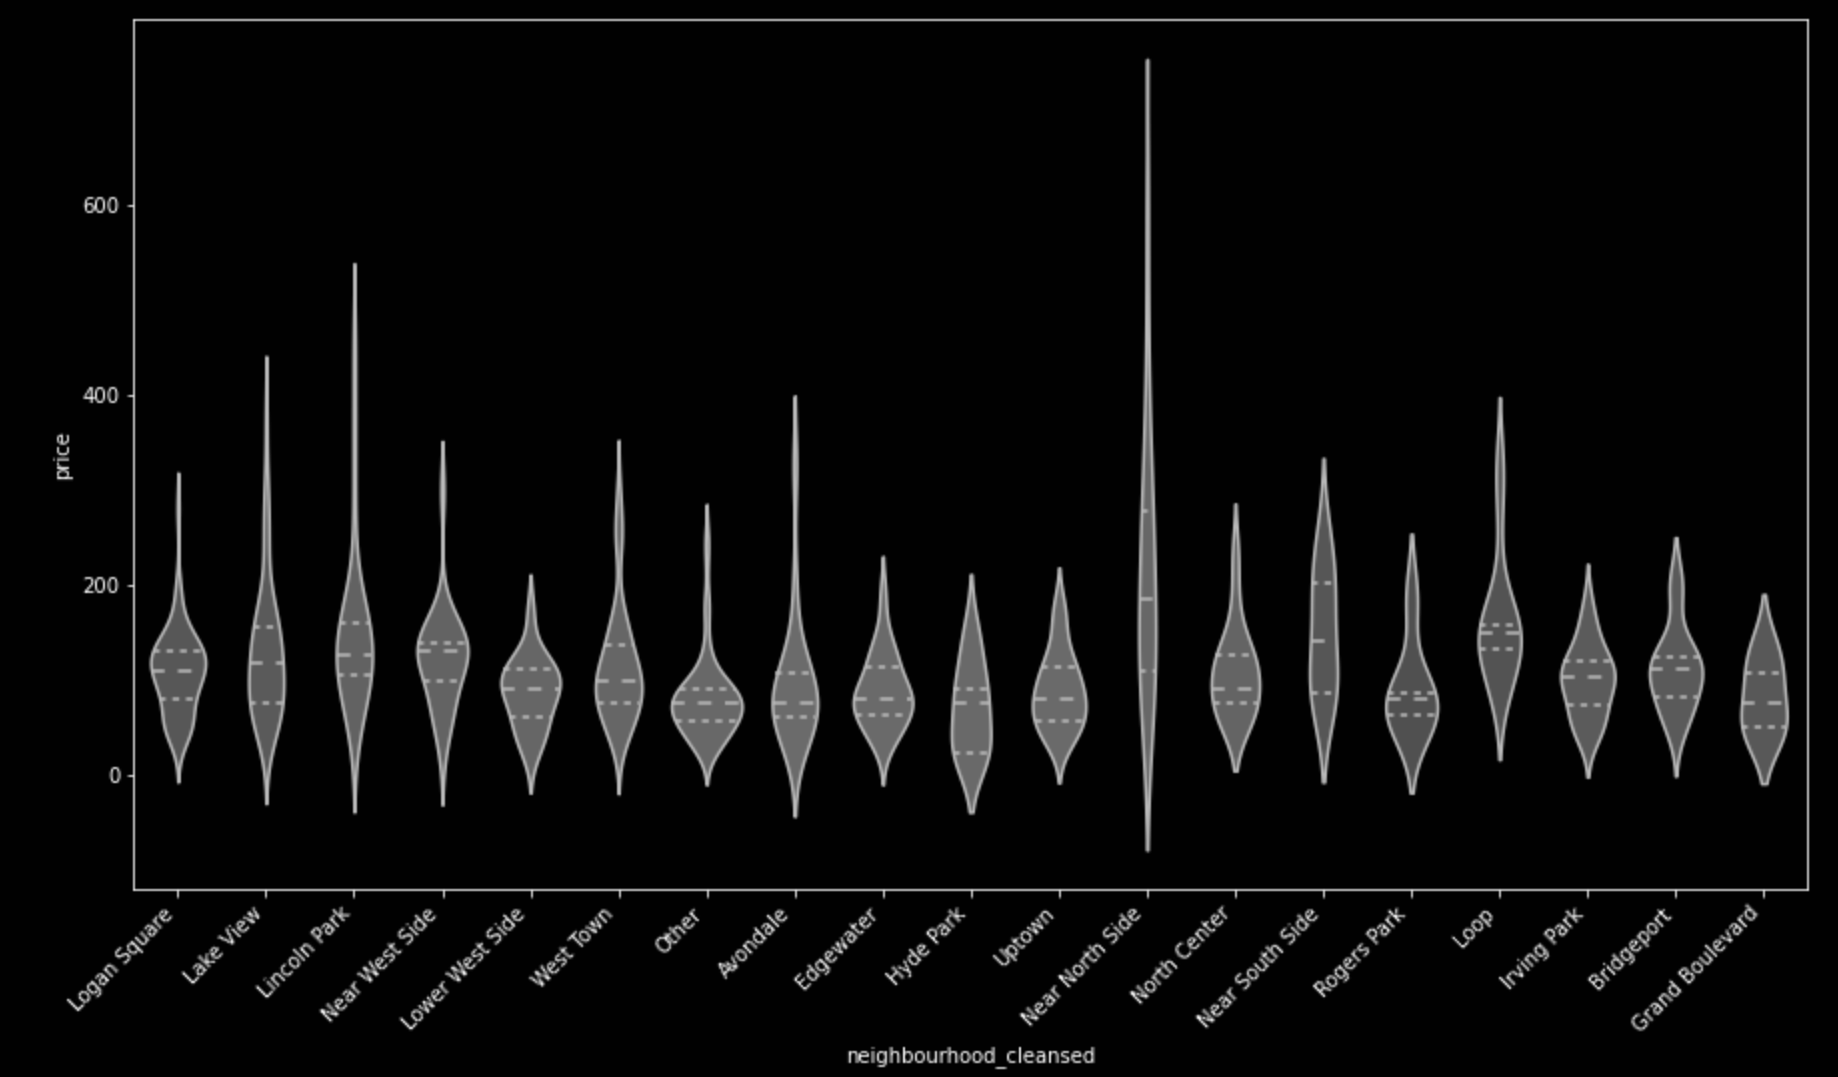 600
400
200
0
price
Logan Square
Lake View
Lincoln Park
Near West Side
Lower West Side
West Town
Other
Avondale
Edgewater
Hyde Park
Uptown
Near North Side
North Center
Near South Side
Rogers Park
Loop
Irving Park
Bridgeport
Grand Boulevard
neighbourhood_cleansed